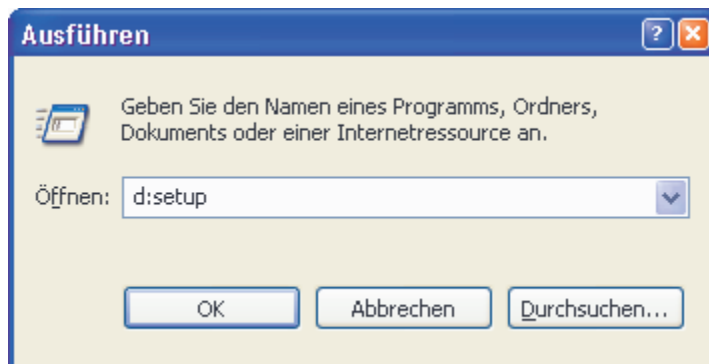 Ausführen
Geben Sie den Namen eines Programms, Ordners,
Dokuments oder einer Internetressource an.
Öffnen: d:setup
OK Abbrechen Durchsuchen...